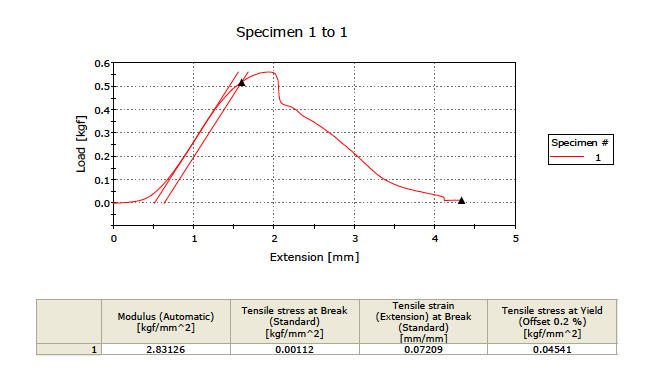 Specimen 1 to 1
0.6
0.5
0.4
0.3
0.2
0.1
0.0
Load [kgf]
0 1 2 3 4 5
Extension [mm]
Specimen #
1
Modulus (Automatic)
[kgf/mm^2]
Tensile stress at Break
(Standard)
[kgf/mm^2]
Tensile strain
(Extension) at Break
(Standard)
[mm/mm]
Tensile stress at Yield
(Offset 0.2 %)
[kgf/mm^2]
1 2.83126 0.00112 0.07209 0.04541